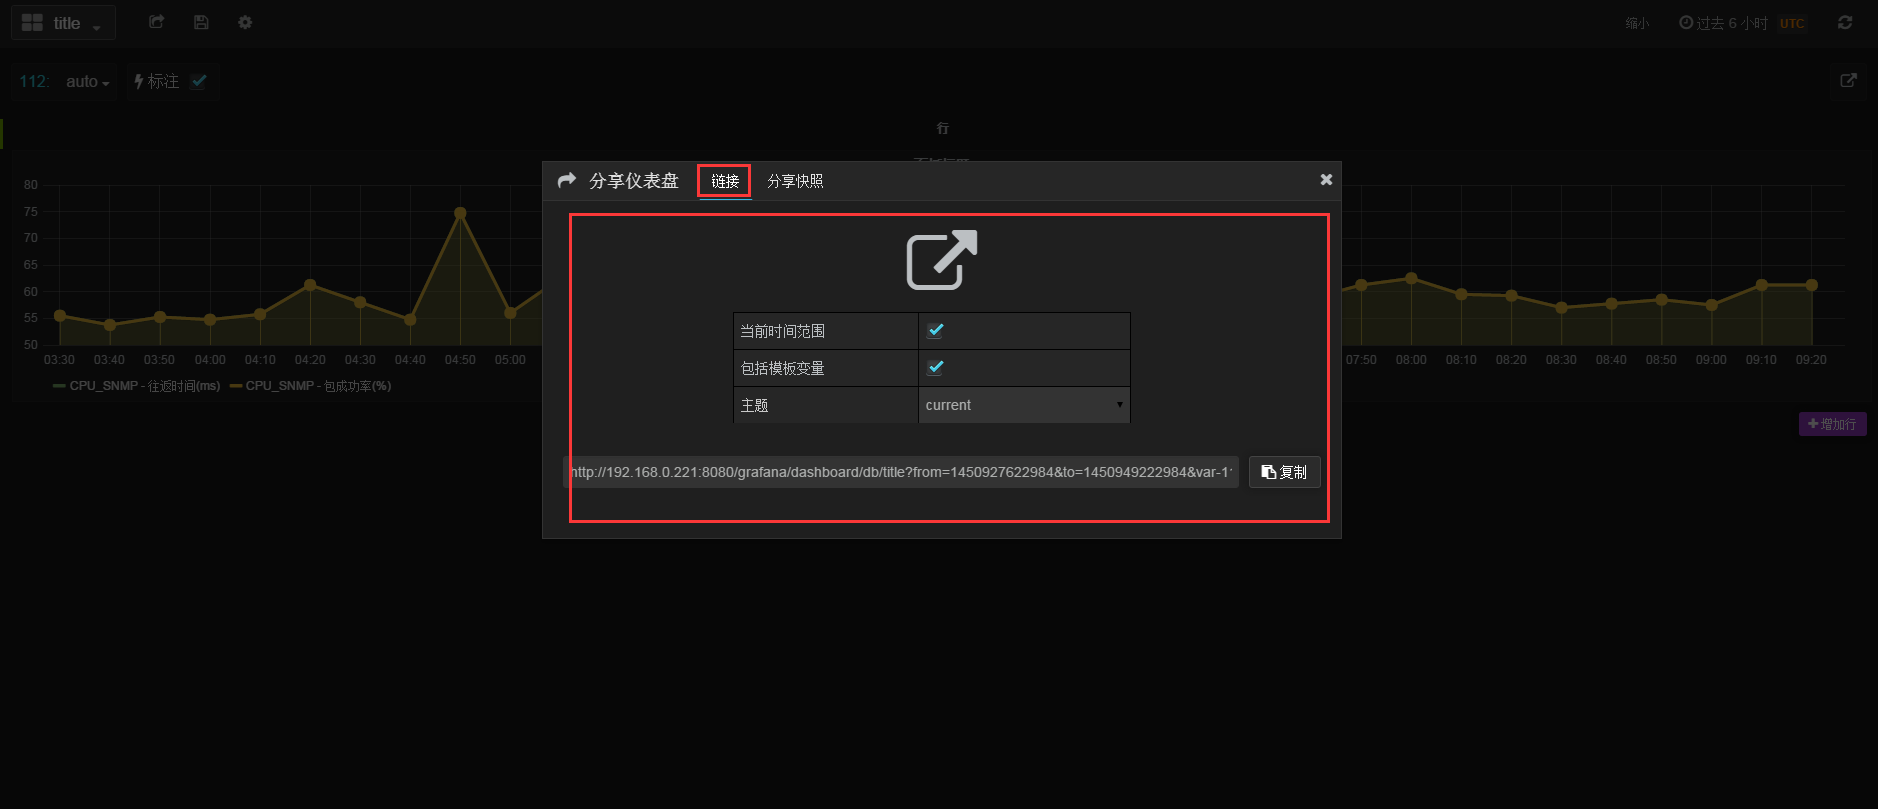 title
缩小 过去 6 小时 UTC
112: auto 标注
行
分享仪表盘 链接 分享快照
80
75
70
65
60
55
50
03:30 03:40 03:50 04:00 04:10 04:20 04:30 04:40 04:50 05:00 07:50 08:00 08:10 08:20 08:30 08:40 08:50 09:00 09:10 09:20
CPU_SNMP - 往返时间(ms) CPU_SNMP - 包成功率(%)
当前时间范围
包括模板变量
主题 current
增加行
http://192.168.0.221:8080/grafana/dashboard/db/title?from=1450927622984&to=1450949222984&var-1
复制